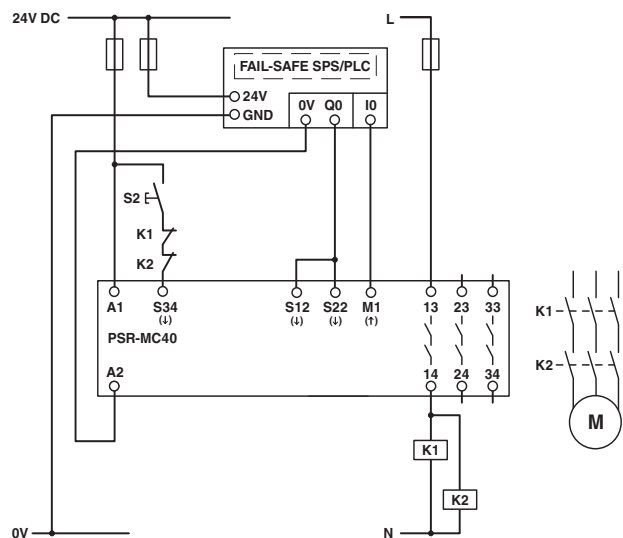 24V DC
L
FAIL-SAFE SPS/PLC
24V
GND
0V Q0 I0
S2
K1
K2
A1 S34 S12 S22 M1 13 23 33
(↓) (↓) (↓) (↑)
PSR-MC40
A2 14 24 34
K1
K2
M
K1
K2
0V
N